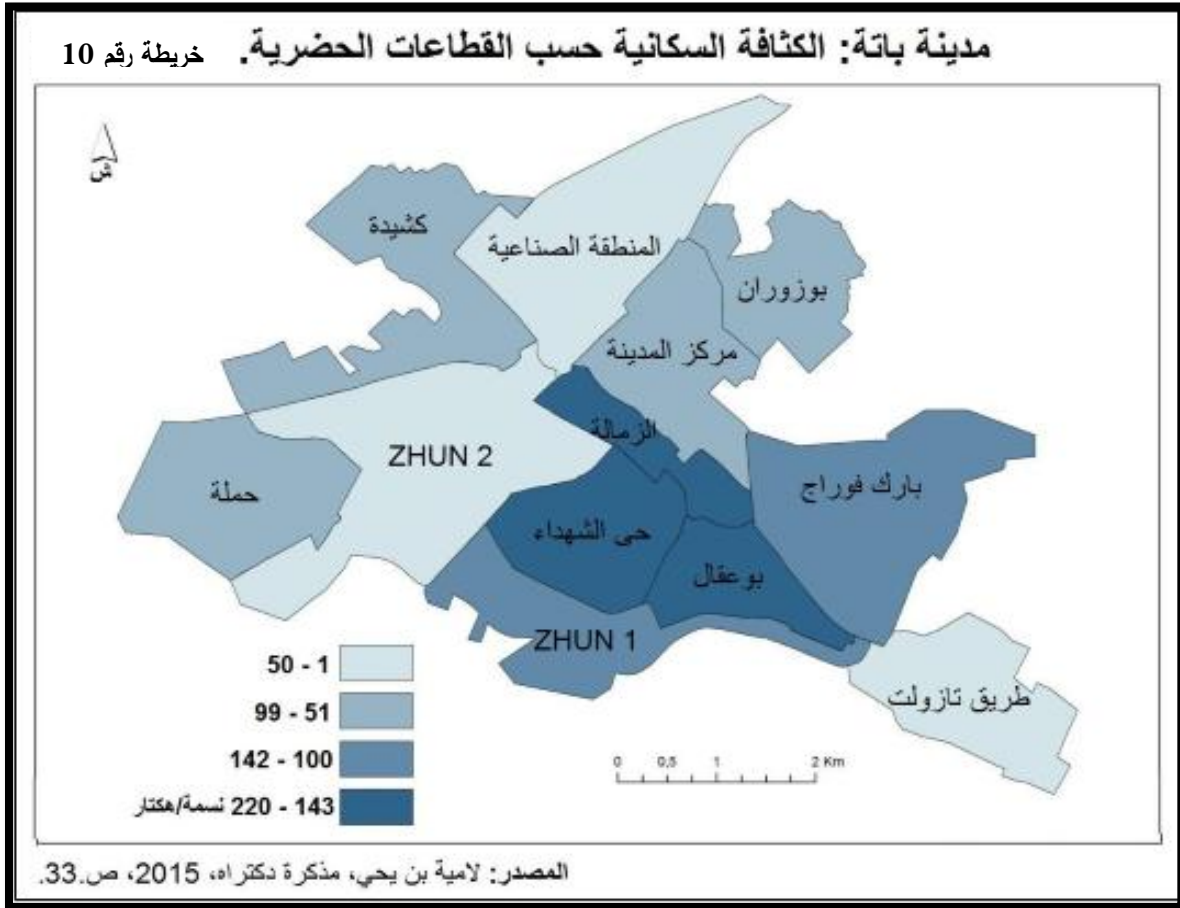 مدينة باتة: الكثافة السكانية حسب القطاعات الحضرية. خريطة رقم 10
ش
كشيدة
المنطقة الصناعية
بوزوران
مركز المدينة
الزمالة
ZHUN 2
بارك فوراج
حملة
حي الشهداء
بوعقال
ZHUN 1
طريق تازولت
50 - 1
99 - 51
142 - 100
220 - 143 نسمة/هكتار
0 0,5 1 2 Km
المصدر: لامية بن يحي، مذكرة دكتراه، 2015، ص.33.